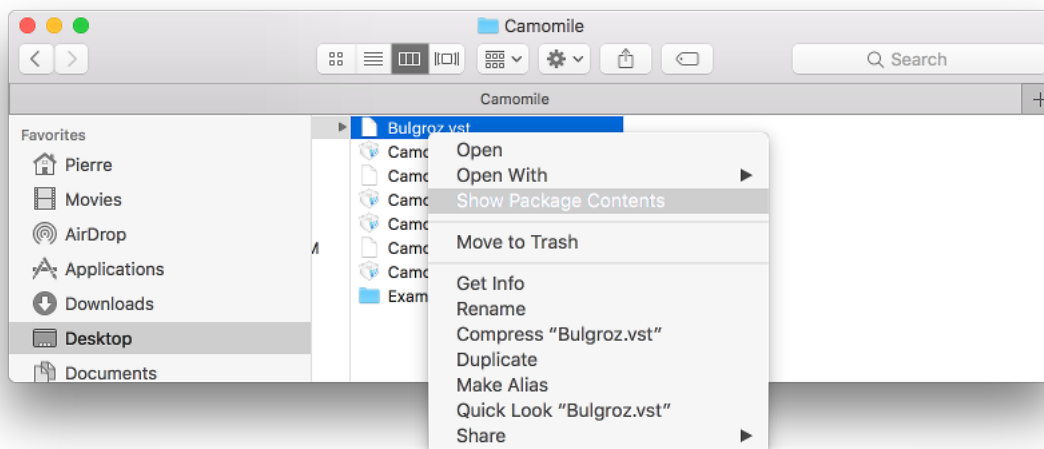 Camomile
Search
Camomile
Favorites
Pierre
Movies
AirDrop
Applications
Downloads
Desktop
Documents
Bulgroz.vst
Camo
Camo
Camo
Camo
Camo
Camo
Exam
M
Open
Open With
Show Package Contents
Move to Trash
Get Info
Rename
Compress “Bulgroz.vst”
Duplicate
Make Alias
Quick Look “Bulgroz.vst”
Share